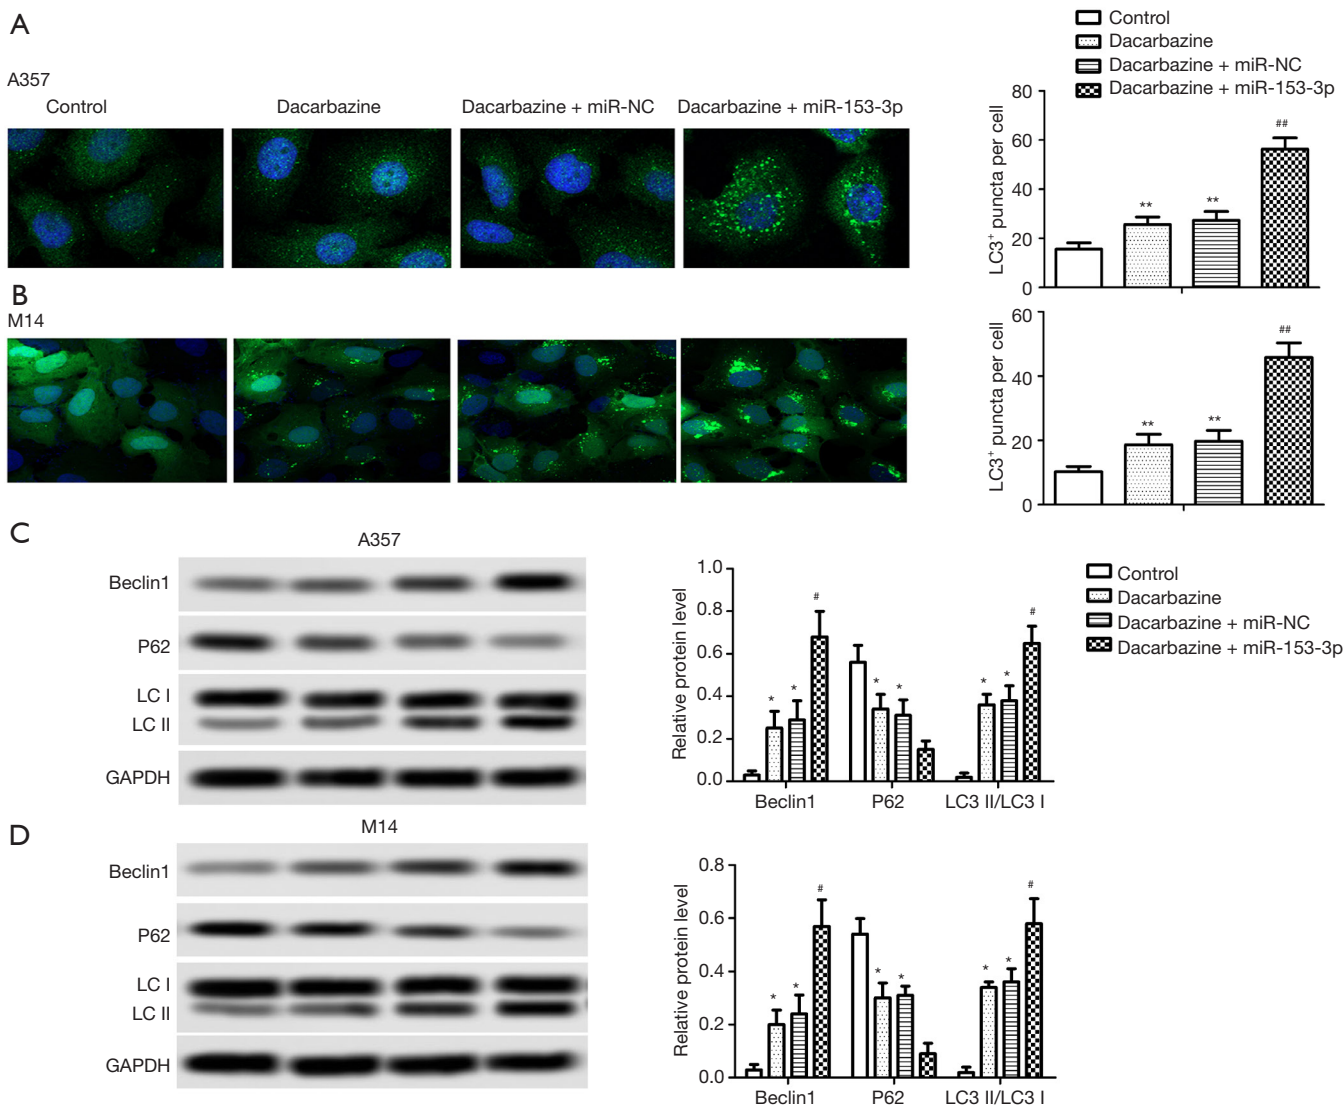 A
A357
Control
Dacarbazine
Dacarbazine + miR-NC
Dacarbazine + miR-153-3p
Control
Dacarbazine
Dacarbazine + miR-NC
Dacarbazine + miR-153-3p
LC3⁺ puncta per cell
80
60
40
20
0
**
**
##
B
M14
LC3⁺ puncta per cell
60
40
20
0
**
**
##
C
A357
Beclin1
P62
LC I
LC II
GAPDH
Relative protein level
1.0
0.8
0.6
0.4
0.2
0.0
*
*
#
*
*
*
*
#
Beclin1
P62
LC3 II/LC3 I
Control
Dacarbazine
Dacarbazine + miR-NC
Dacarbazine + miR-153-3p
D
M14
Beclin1
P62
LC I
LC II
GAPDH
Relative protein level
0.8
0.6
0.4
0.2
0.0
*
*
#
*
*
*
*
#
Beclin1
P62
LC3 II/LC3 I